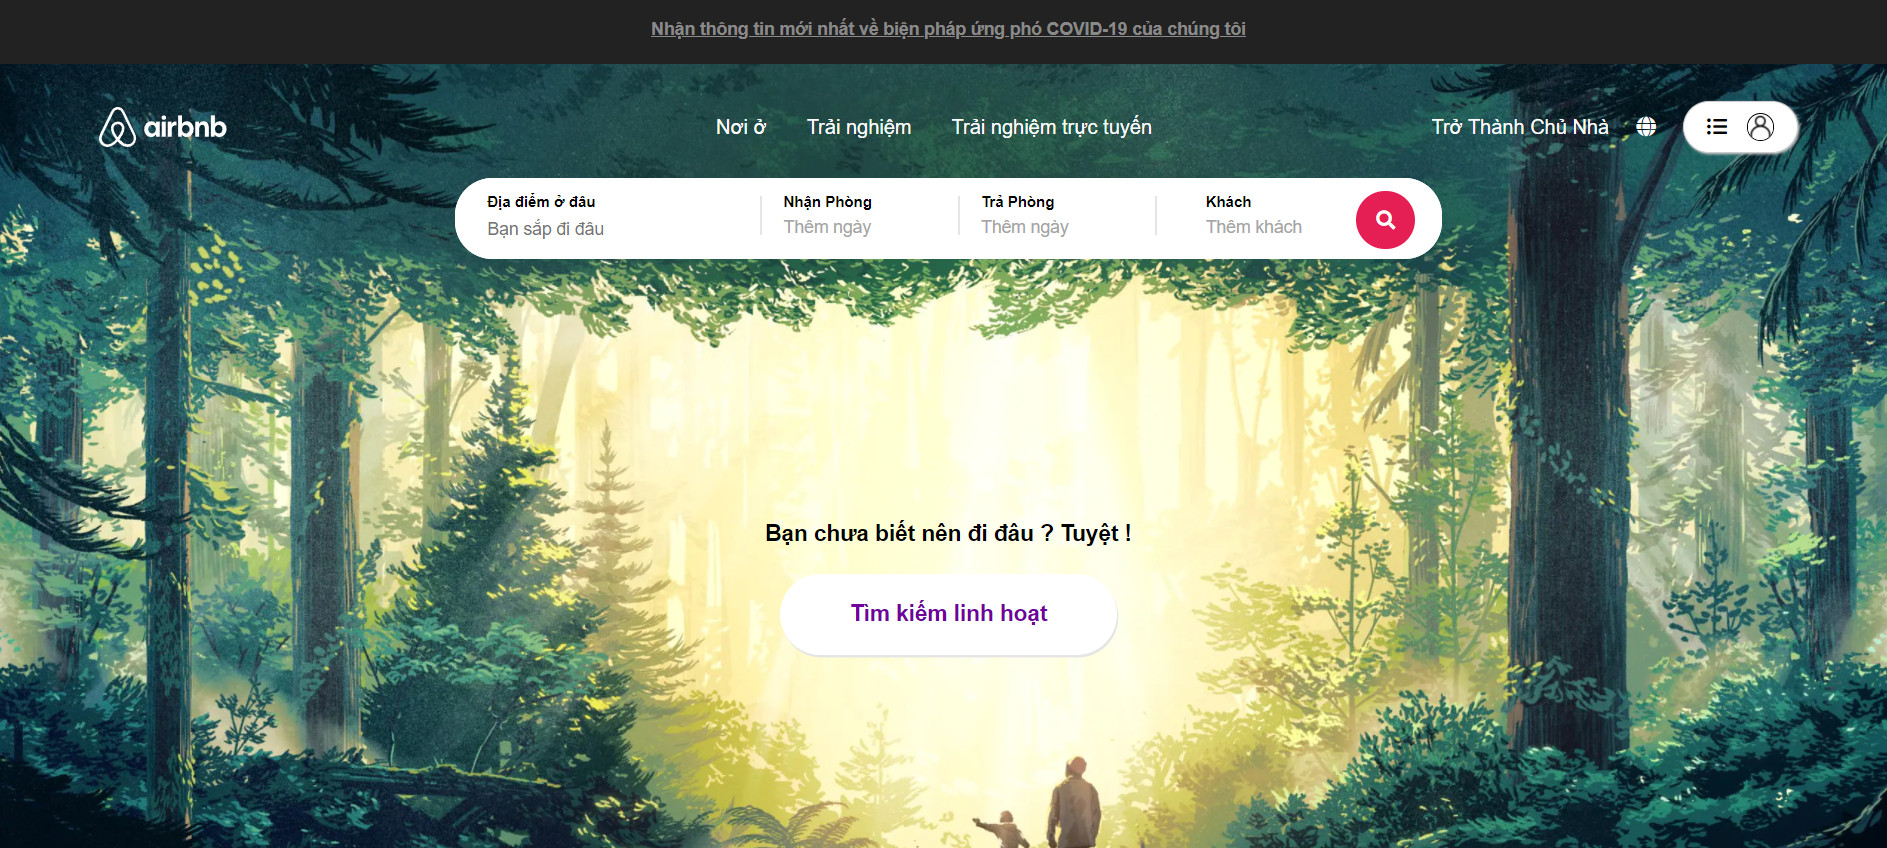 Nhận thông tin mới nhất về biện pháp ứng phó COVID-19 của chúng tôi
airbnb
Nơi ở
Trải nghiệm
Trải nghiệm trực tuyến
Trở Thành Chủ Nhà
Địa điểm ở đâu
Bạn sắp đi đâu
Nhận Phòng
Thêm ngày
Trả Phòng
Thêm ngày
Khách
Thêm khách
Bạn chưa biết nên đi đâu ? Tuyệt !
Tìm kiếm linh hoạt